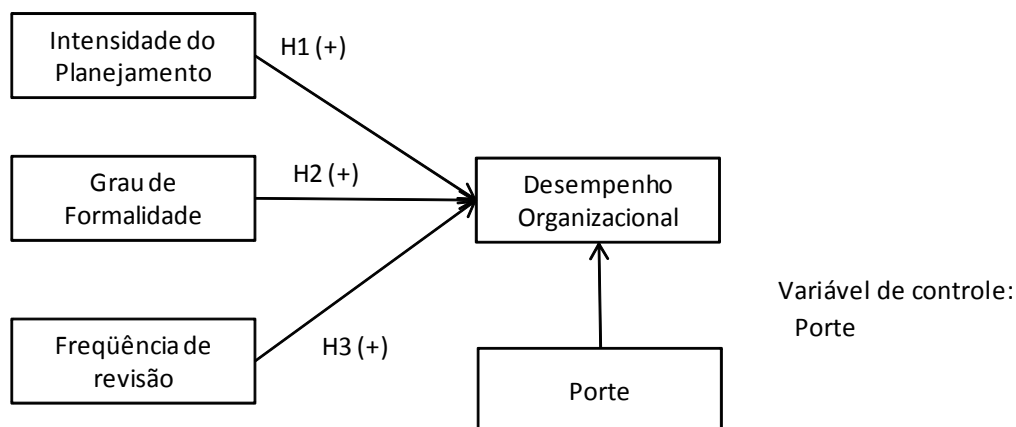 Intensidade do
Planejamento
H1 (+)
Grau de
Formalidade
H2 (+)
Desempenho
Organizacional
Freqüência de
revisão
H3 (+)
Porte
Variável de controle:
Porte